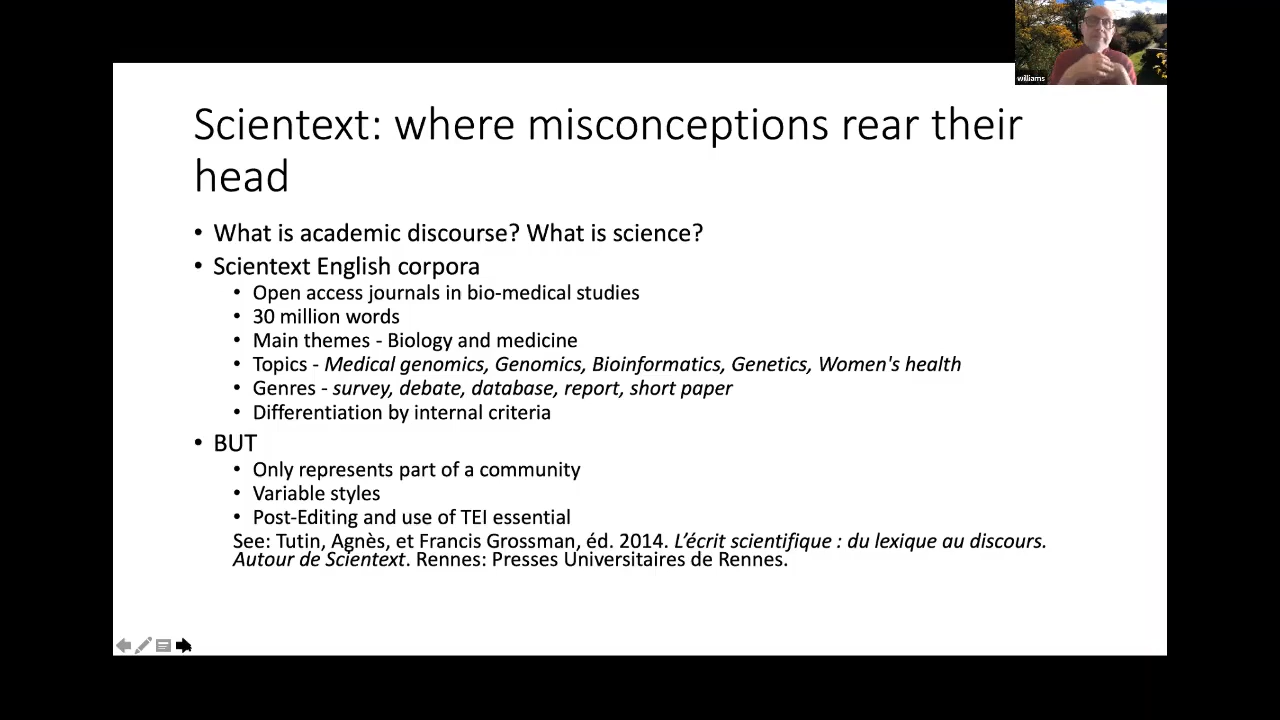 williams
Scientext: where misconceptions rear their
head
• What is academic discourse? What is science?
• Scientext English corpora
• Open access journals in bio-medical studies
• 30 million words
• Main themes - Biology and medicine
• Topics - Medical genomics, Genomics, Bioinformatics, Genetics, Women's health
• Genres - survey, debate, database, report, short paper
• Differentiation by internal criteria
• BUT
• Only represents part of a community
• Variable styles
• Post-Editing and use of TEI essential
See: Tutin, Agnès, et Francis Grossman, éd. 2014. L’écrit scientifique : du lexique au discours.
Autour de Scientext. Rennes: Presses Universitaires de Rennes.